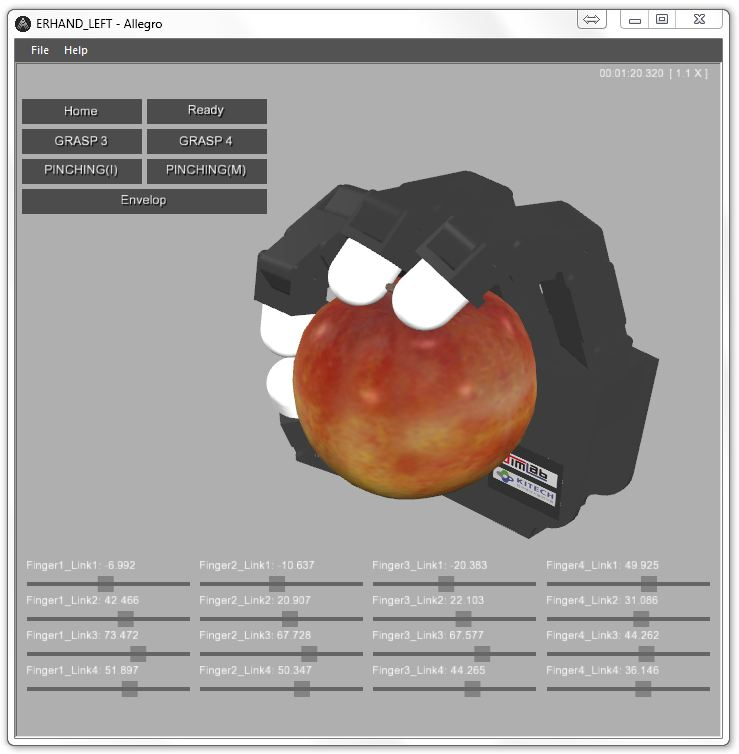 ERHAND_LEFT - Allegro
File Help
00:01:20 320 [ 1.1 X ]
Home Ready
GRASP 3 GRASP 4
PINCHING(I) PINCHING(M)
Envelop
imLab
KITECH
Finger1_Link1: -6.992 Finger2_Link1: -10.637 Finger3_Link1: -20.383 Finger4_Link1: 49.925
Finger1_Link2: 42.466 Finger2_Link2: 20.907 Finger3_Link2: 22.103 Finger4_Link2: 31.086
Finger1_Link3: 73.472 Finger2_Link3: 67.728 Finger3_Link3: 67.577 Finger4_Link3: 44.262
Finger1_Link4: 51.897 Finger2_Link4: 50.347 Finger3_Link4: 44.265 Finger4_Link4: 36.146